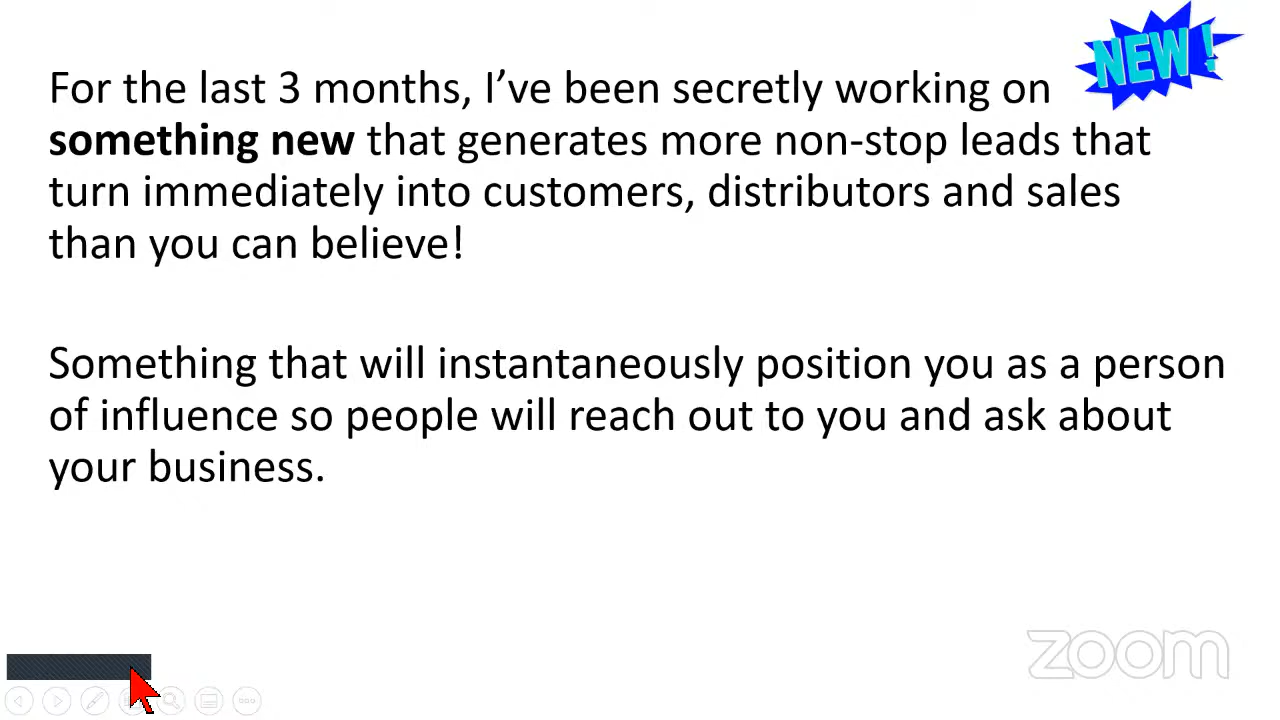 NEW!
For the last 3 months, I’ve been secretly working on
something new that generates more non-stop leads that
turn immediately into customers, distributors and sales
than you can believe!
Something that will instantaneously position you as a person
of influence so people will reach out to you and ask about
your business.
zoom